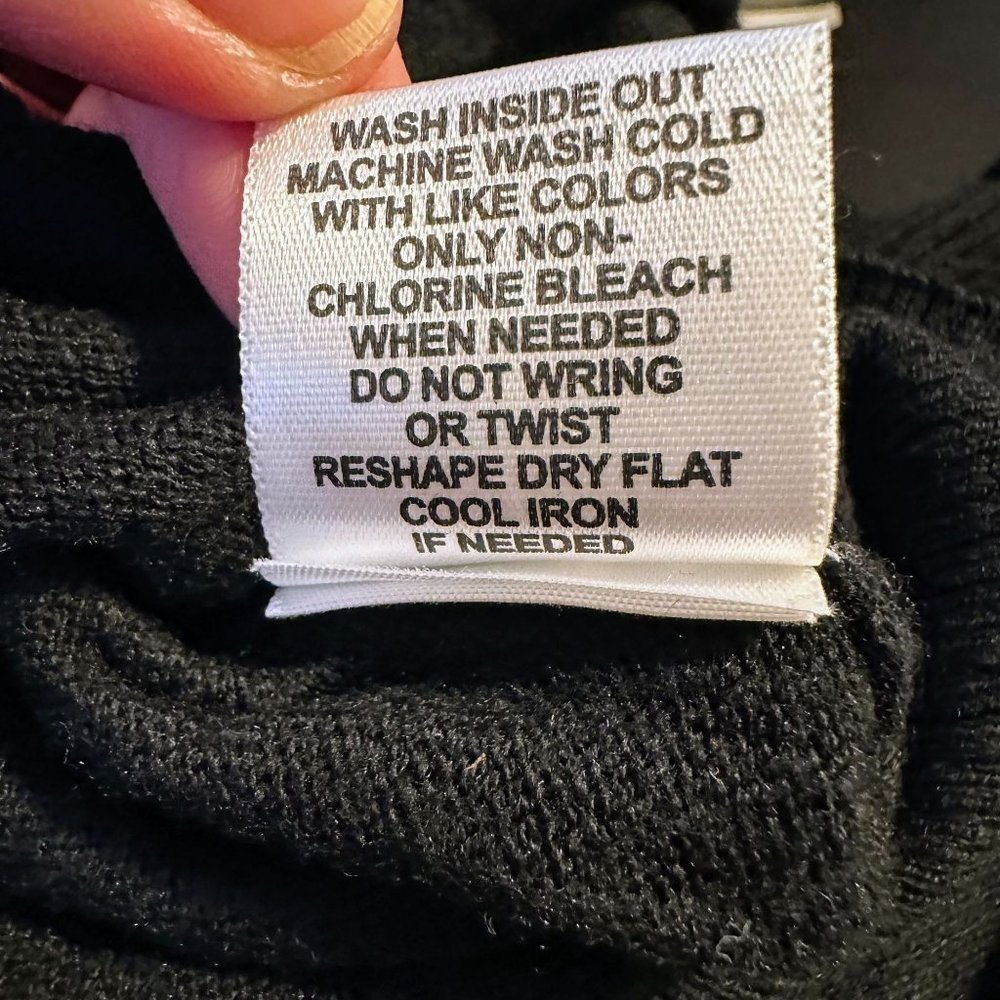 WASH INSIDE OUT
MACHINE WASH COLD
WITH LIKE COLORS
ONLY NON-
CHLORINE BLEACH
WHEN NEEDED
DO NOT WRING
OR TWIST
RESHAPE DRY FLAT
COOL IRON
IF NEEDED